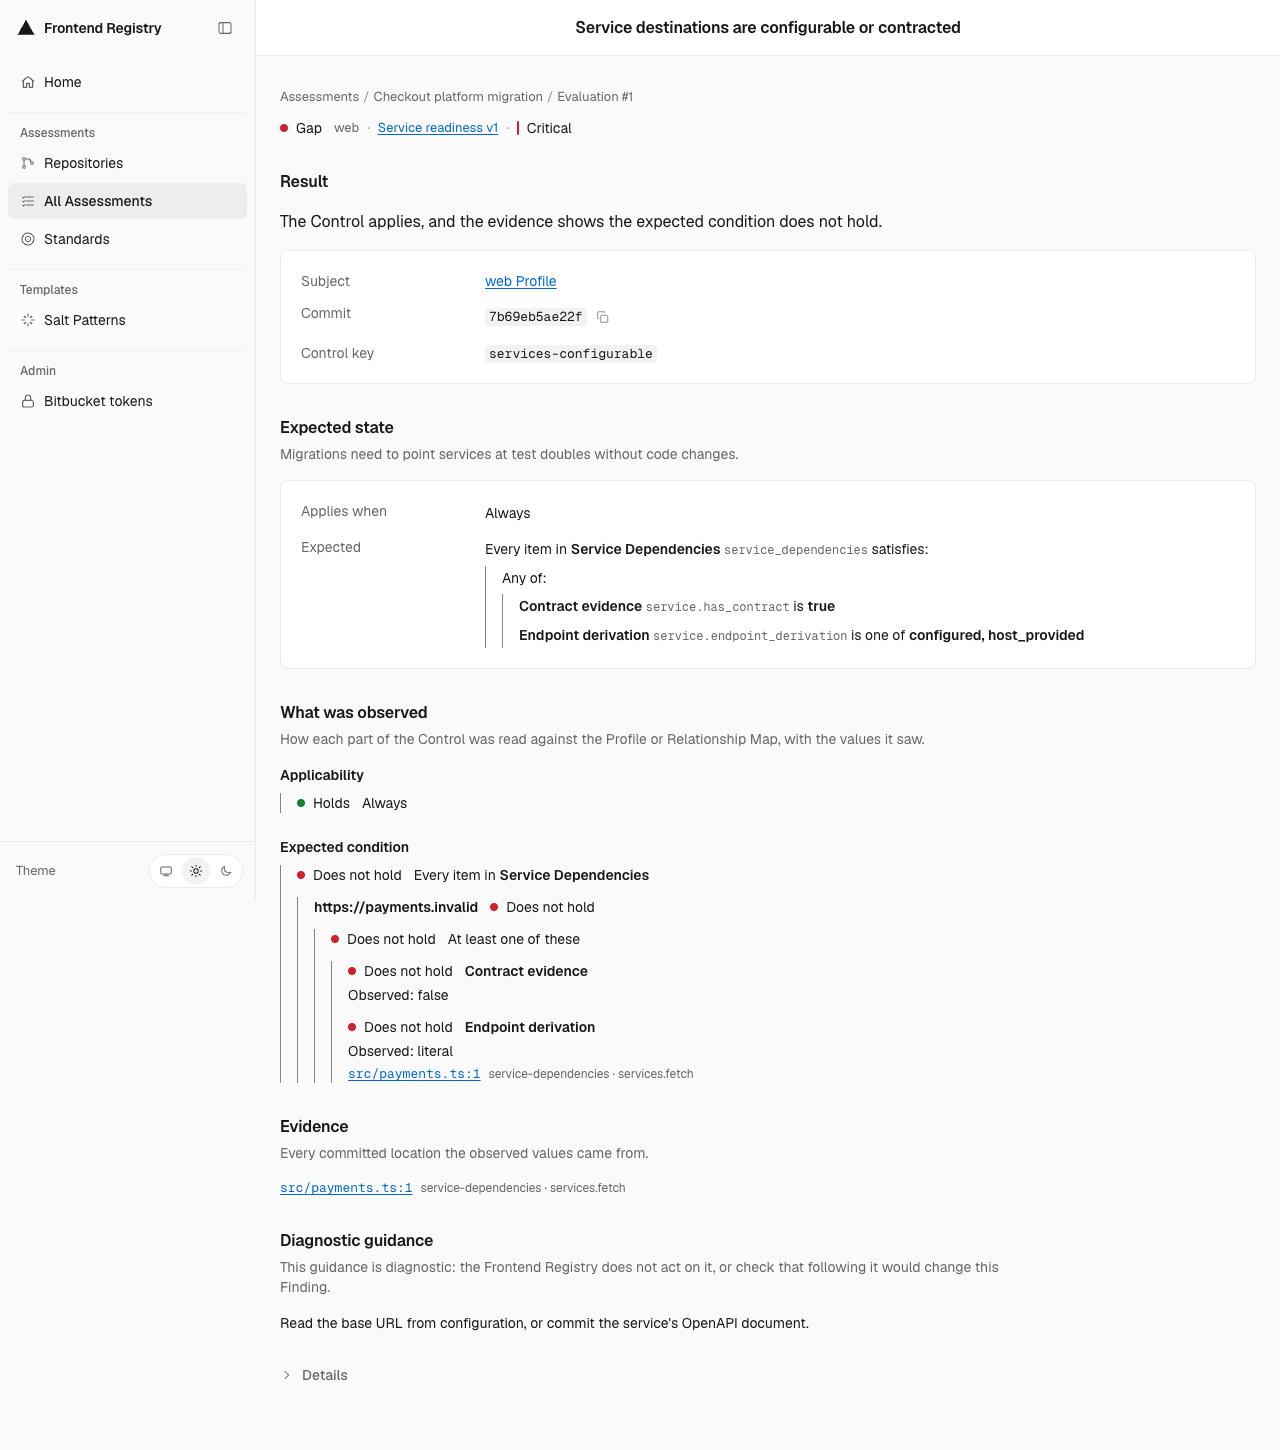 Frontend Registry
Service destinations are configurable or contracted
Home
Assessments
Repositories
All Assessments
Standards
Templates
Salt Patterns
Admin
Bitbucket tokens
Theme
Assessments / Checkout platform migration / Evaluation #1
Gap web · Service readiness v1 · Critical
Result
The Control applies, and the evidence shows the expected condition does not hold.
Subject web Profile
Commit 7b69eb5ae22f
Control key services-configurable
Expected state
Migrations need to point services at test doubles without code changes.
Applies when Always
Expected Every item in Service Dependencies service_dependencies satisfies:
Any of:
Contract evidence service.has_contract is true
Endpoint derivation service.endpoint_derivation is one of configured, host_provided
What was observed
How each part of the Control was read against the Profile or Relationship Map, with the values it saw.
Applicability
Holds Always
Expected condition
Does not hold Every item in Service Dependencies
https://payments.invalid Does not hold
Does not hold At least one of these
Does not hold Contract evidence
Observed: false
Does not hold Endpoint derivation
Observed: literal
src/payments.ts:1 service-dependencies · services.fetch
Evidence
Every committed location the observed values came from.
src/payments.ts:1 service-dependencies · services.fetch
Diagnostic guidance
This guidance is diagnostic: the Frontend Registry does not act on it, or check that following it would change this
Finding.
Read the base URL from configuration, or commit the service's OpenAPI document.
Details